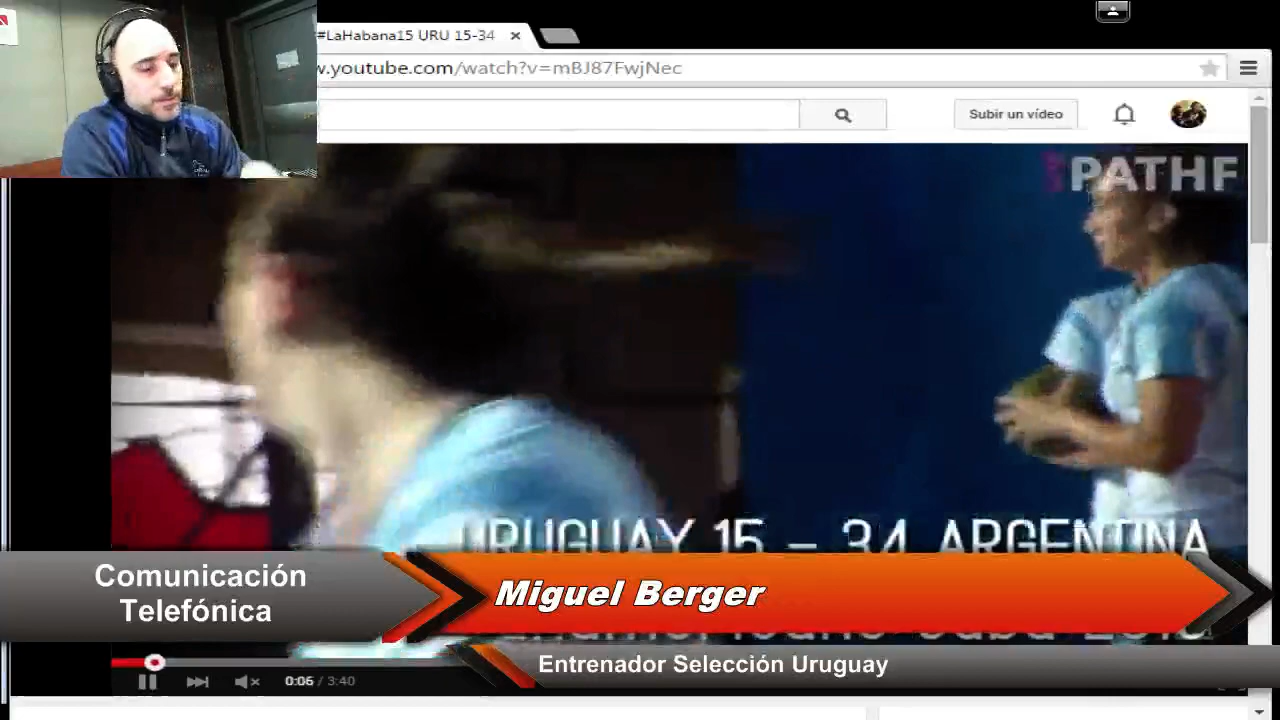 #LaHabana15 URU 15-34
w.youtube.com/watch?v=mBJ87FwjNec
Subir un vídeo
PATHF
URUGUAY 15 – 34 ARGENTINA
Comunicación
Telefónica
Miguel Berger
Entrenador Selección Uruguay
0:06 / 3:40